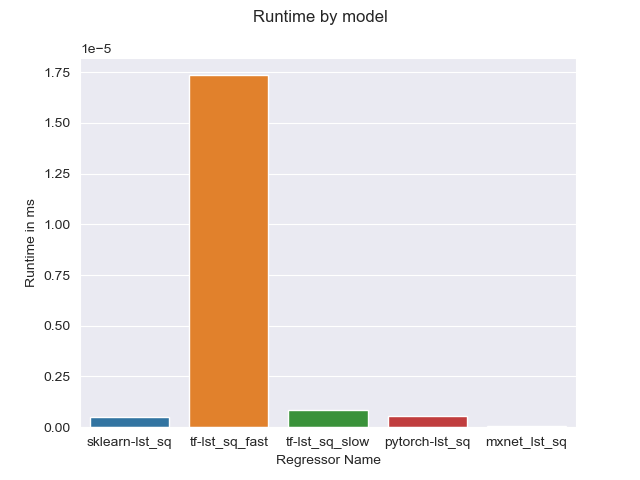 Runtime by model
1e−5
1.75
1.50
1.25
1.00
0.75
0.50
0.25
0.00
Runtime in ms
sklearn-lst_sq tf-lst_sq_fast tf-lst_sq_slow pytorch-lst_sq mxnet_lst_sq
Regressor Name